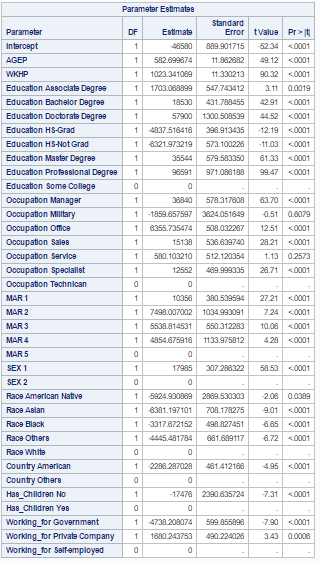 Parameter Estimates
Parameter DF Estimate Standard Error t Value Pr > |t|
Intercept 1 -46580 889.901715 -52.34 <.0001
AGEP 1 582.699674 11.862682 49.12 <.0001
WKHP 1 1023.341069 11.330213 90.32 <.0001
Education Associate Degree 1 1703.068899 547.743412 3.11 0.0019
Education Bachelor Degree 1 18530 431.788455 42.91 <.0001
Education Doctorate Degree 1 57900 1300.508539 44.52 <.0001
Education HS-Grad 1 -4837.516416 396.913435 -12.19 <.0001
Education HS-Not Grad 1 -6321.973219 573.100226 -11.03 <.0001
Education Master Degree 1 35544 579.583350 61.33 <.0001
Education Professional Degree 1 96591 971.086188 99.47 <.0001
Education Some College 0 0 . . .
Occupation Manager 1 36840 578.317608 63.70 <.0001
Occupation Military 1 -1859.657597 3624.051649 -0.51 0.6079
Occupation Office 1 6355.735474 508.032267 12.51 <.0001
Occupation Sales 1 15138 536.639740 28.21 <.0001
Occupation Service 1 580.103210 512.120354 1.13 0.2573
Occupation Specialist 1 12552 469.999335 26.71 <.0001
Occupation Technican 0 0 . . .
MAR 1 1 10356 380.539594 27.21 <.0001
MAR 2 1 7498.007002 1034.993091 7.24 <.0001
MAR 3 1 5538.814531 550.312283 10.06 <.0001
MAR 4 1 4854.675916 1133.975812 4.28 <.0001
MAR 5 0 0 . . .
SEX 1 1 17985 307.286322 58.53 <.0001
SEX 2 0 0 . . .
Race American Native 1 -5924.930869 2869.530303 -2.06 0.0389
Race Asian 1 -6381.197101 708.178275 -9.01 <.0001
Race Black 1 -3317.672152 498.827451 -6.65 <.0001
Race Others 1 -4445.481784 661.689117 -6.72 <.0001
Race White 0 0 . . .
Country American 1 -2286.287028 461.412166 -4.95 <.0001
Country Others 0 0 . . .
Has_Children No 1 -17476 2390.635724 -7.31 <.0001
Has_Children Yes 0 0 . . .
Working_for Government 1 -4738.208074 599.855896 -7.90 <.0001
Working_for Private Company 1 1680.243753 490.224026 3.43 0.0006
Working_for Self-employed 0 0 . . .